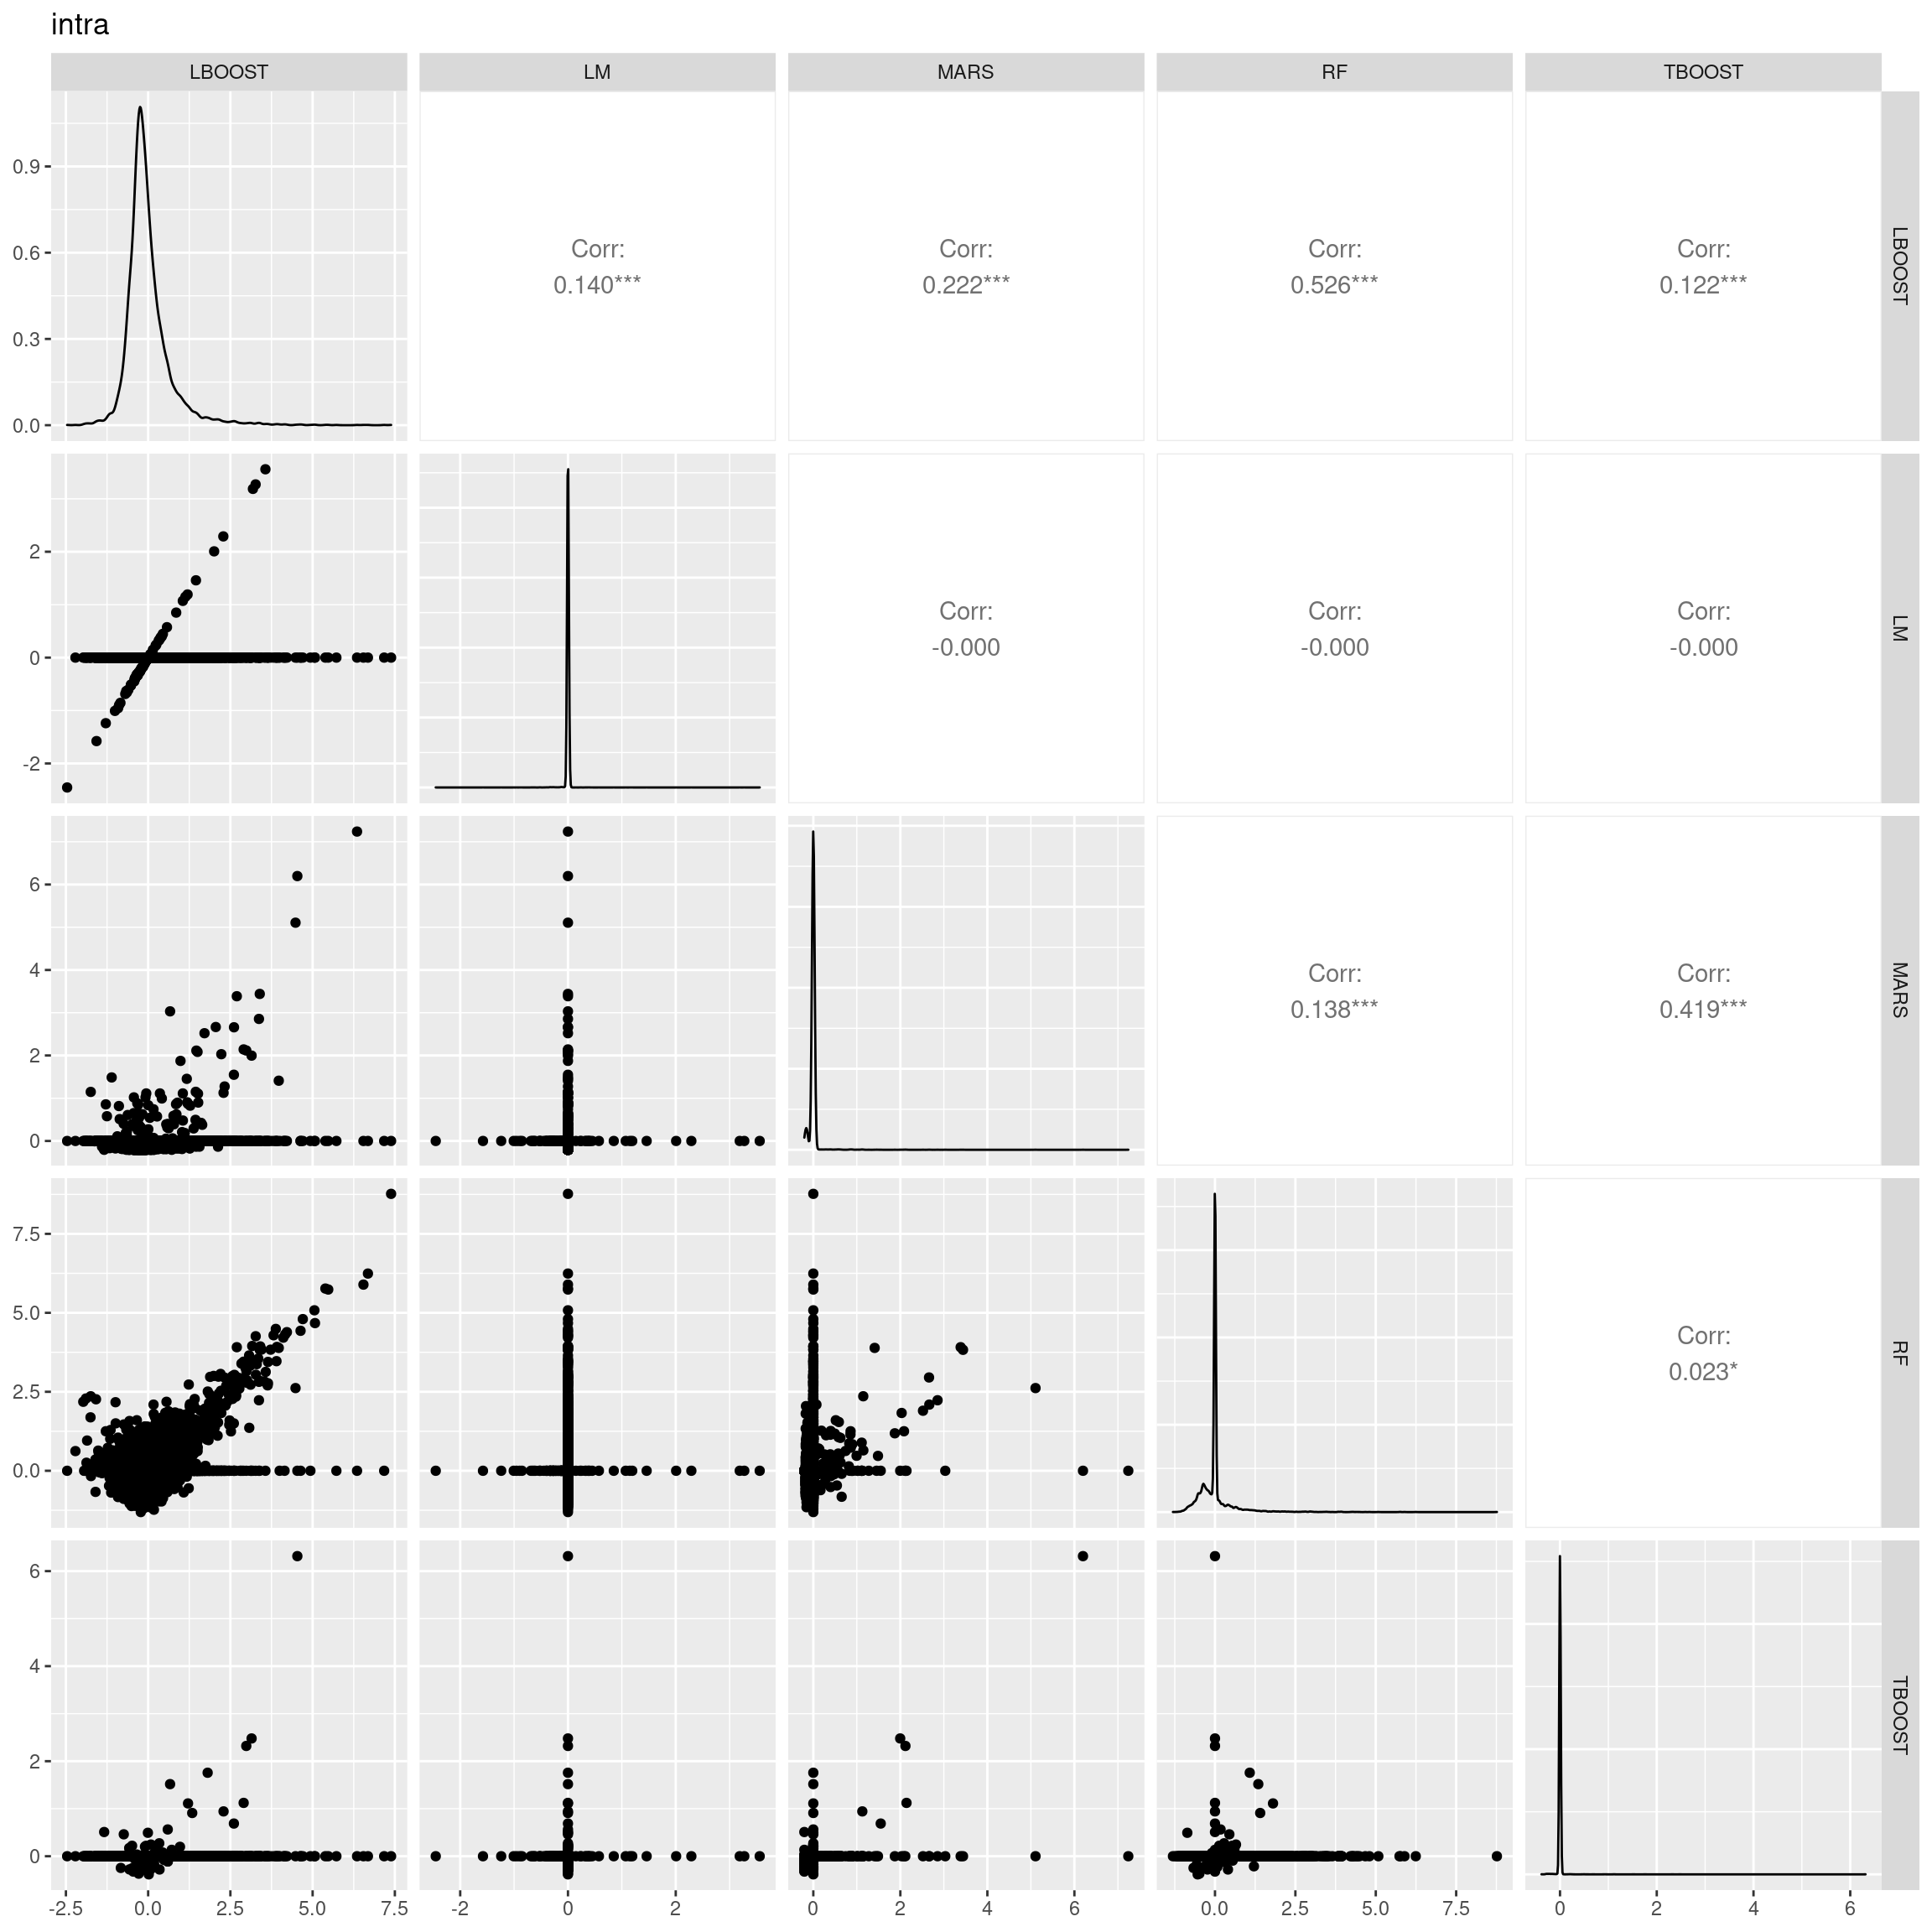 intra
LBOOST
LM
MARS
RF
TBOOST
0.9
0.6
0.3
0.0
Corr:
0.140***
Corr:
0.222***
Corr:
0.526***
Corr:
0.122***
LBOOST
2
0
-2
Corr:
-0.000
Corr:
-0.000
Corr:
-0.000
LM
6
4
2
0
Corr:
0.138***
Corr:
0.419***
MARS
7.5
5.0
2.5
0.0
Corr:
0.023*
RF
6
4
2
0
TBOOST
-2.5 0.0 2.5 5.0 7.5 -2 0 2 0 2 4 6 0.0 2.5 5.0 7.5 0 2 4 6